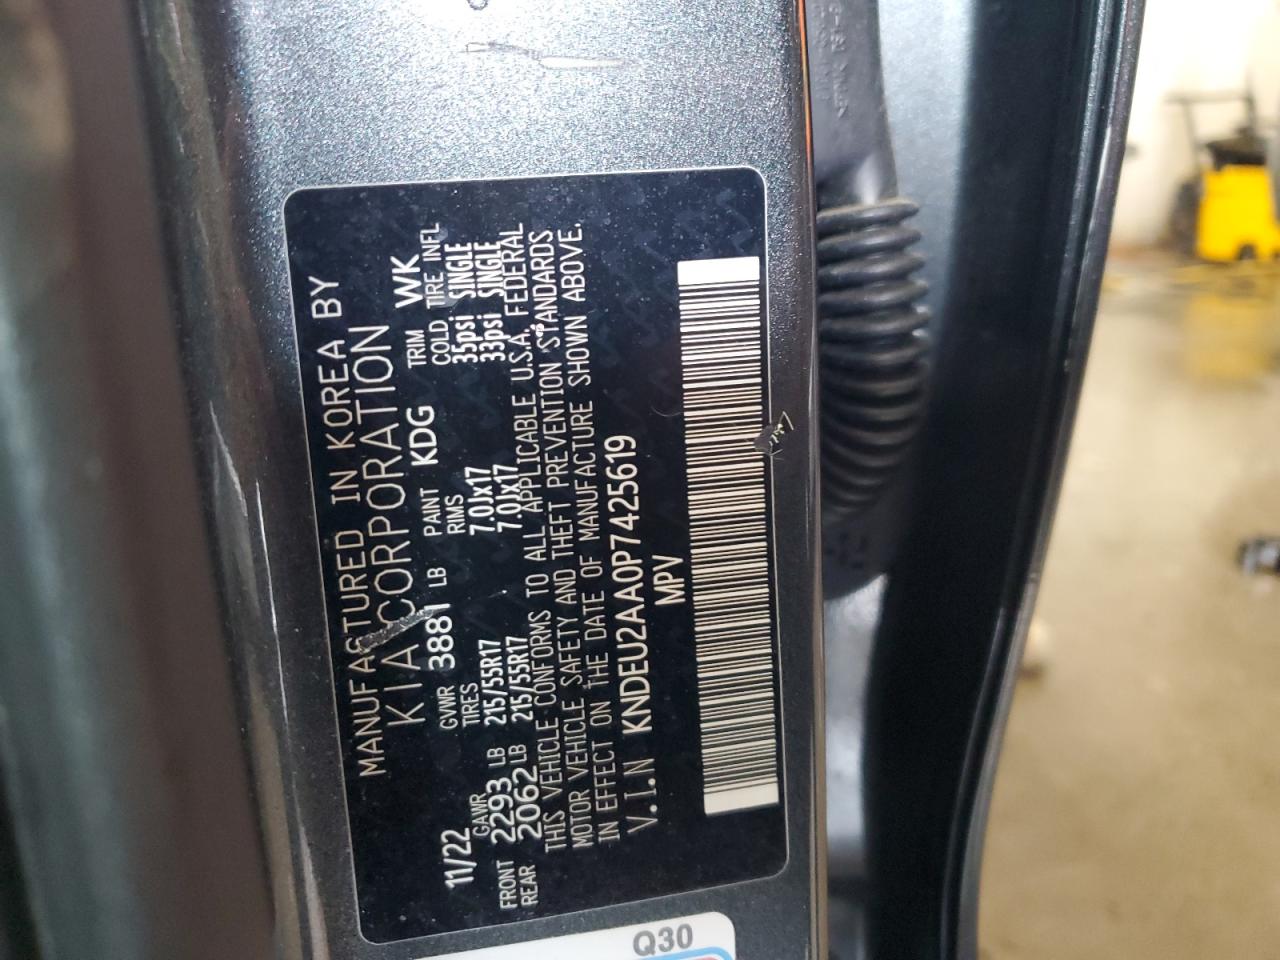 MANUFACTURED IN KOREA BY
KIA CORPORATION
11/22 GVWR 3881 LB PAINT KDG TRIM WK
GAWR TIRES RIMS COLD TIRE INFL
FRONT 2293 LB 215/55R17 7.0Jx17 35psi SINGLE
REAR 2062 LB 215/55R17 7.0Jx17 33psi SINGLE
THIS VEHICLE CONFORMS TO ALL APPLICABLE U.S.A. FEDERAL
MOTOR VEHICLE SAFETY AND THEFT PREVENTION STANDARDS
IN EFFECT ON THE DATE OF MANUFACTURE SHOWN ABOVE.
V.I.N KNDEU2AA0P7425619
MPV
Q30